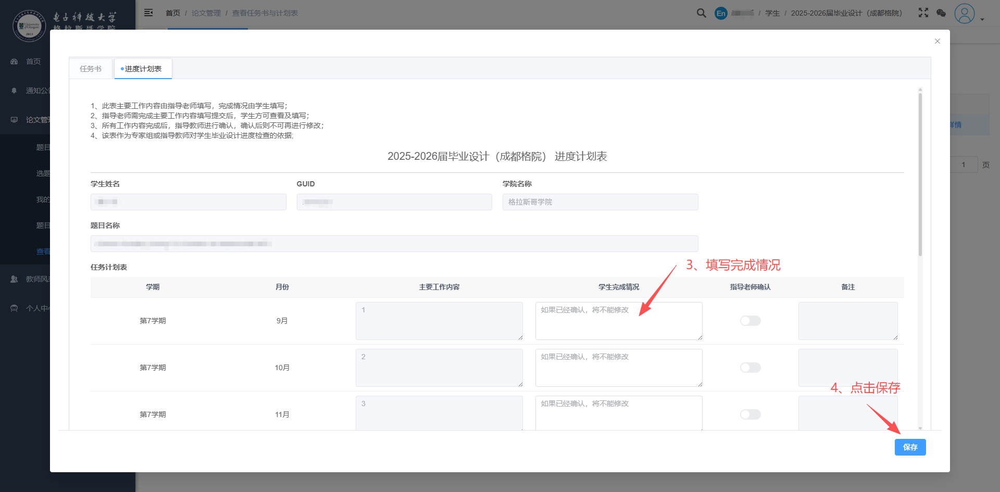 电子科技大学
格拉斯哥学院
University of Glasgow
2013
首页 / 论文管理 / 查看任务书与计划表
En
/ 学生 / 2025-2026届毕业设计（成都格院）
首页
通知公告
论文管理
题目
选题
我的
题目
查看
教师风采
个人中心
详情
1 页
任务书
进度计划表
1、此表主要工作内容由指导老师填写，完成情况由学生填写；
2、指导老师需完成主要工作内容填写提交后，学生方可查看及填写；
3、所有工作内容完成后，指导教师进行确认，确认后则不可再进行修改；
4、该表作为专家组或指导教师对学生毕业设计进度检查的依据;
2025-2026届毕业设计（成都格院） 进度计划表
学生姓名 GUID 学院名称
格拉斯哥学院
题目名称
3、填写完成情况
任务计划表
学期 月份 主要工作内容 学生完成情况 指导老师确认 备注
第7学期 9月 1 如果已经确认，将不能修改
第7学期 10月 2 如果已经确认，将不能修改
4、点击保存
第7学期 11月 3 如果已经确认，将不能修改
保存